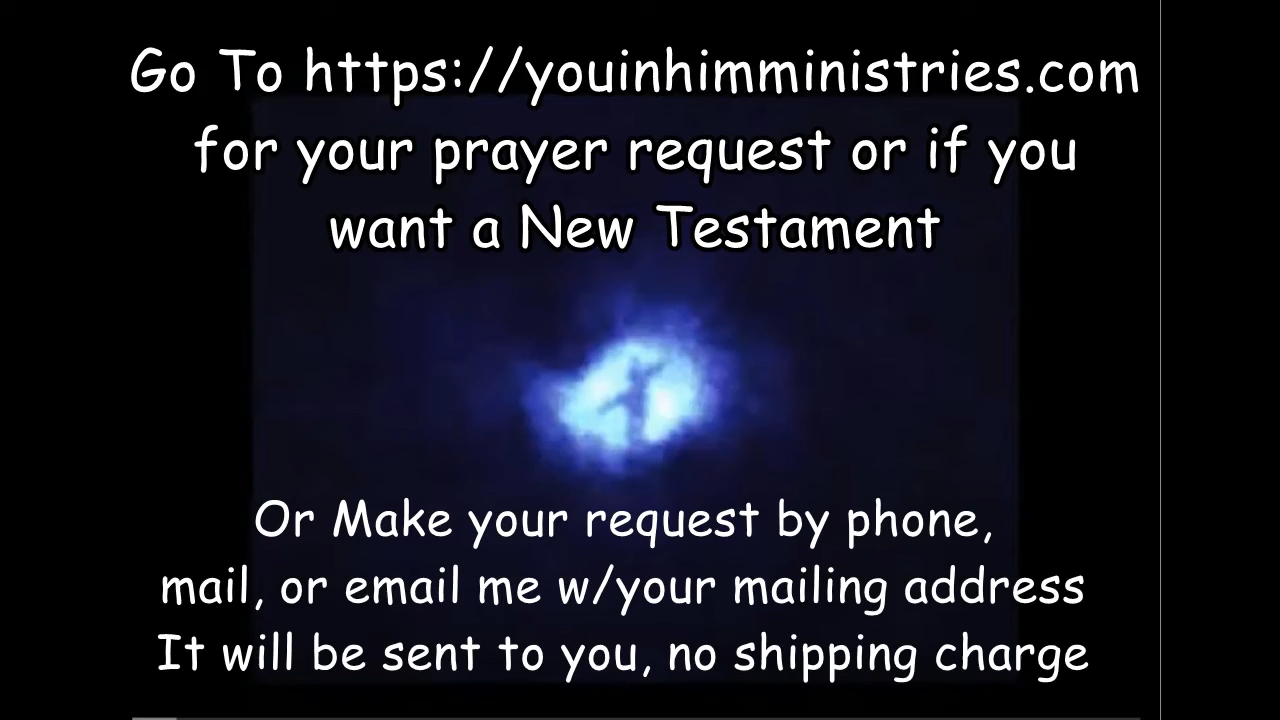 Go To https://youinhimministries.com
for your prayer request or if you
want a New Testament
Or Make your request by phone,
mail, or email me w/your mailing address
It will be sent to you, no shipping charge